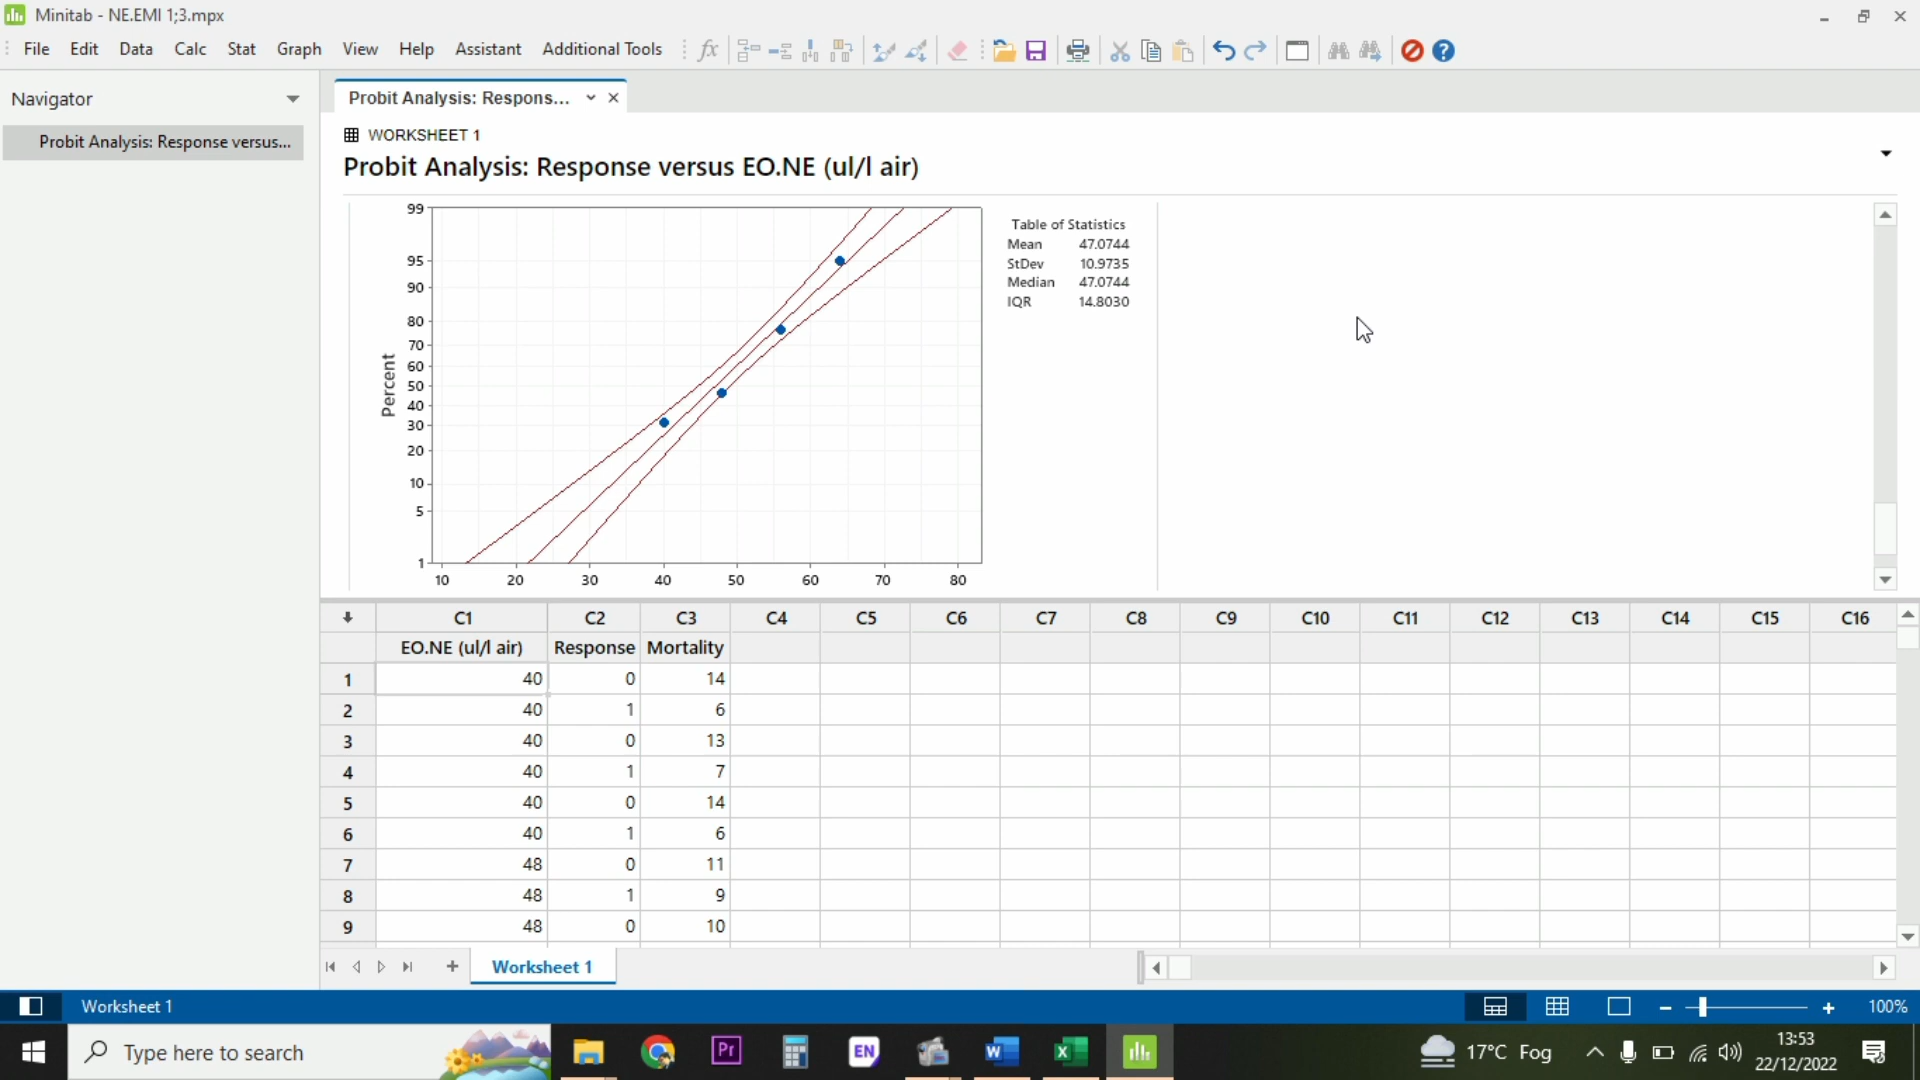 Minitab - NE.EMI 1;3.mpx
File Edit Data Calc Stat Graph View Help Assistant Additional Tools fx
Navigator
Probit Analysis: Response versus...
Probit Analysis: Respons...
WORKSHEET 1
Probit Analysis: Response versus EO.NE (ul/l air)
99
95
90
80
70
60
50
40
30
20
10
5
1
Percent
10 20 30 40 50 60 70 80
Table of Statistics
Mean 47.0744
StDev 10.9735
Median 47.0744
IQR 14.8030
C1 C2 C3 C4 C5 C6 C7 C8 C9 C10 C11 C12 C13 C14 C15 C16
EO.NE (ul/l air) Response Mortality
1 40 0 14
2 40 1 6
3 40 0 13
4 40 1 7
5 40 0 14
6 40 1 6
7 48 0 11
8 48 1 9
9 48 0 10
Worksheet 1
Worksheet 1
100%
Type here to search
Pr
EN
17°C Fog
13:53
22/12/2022